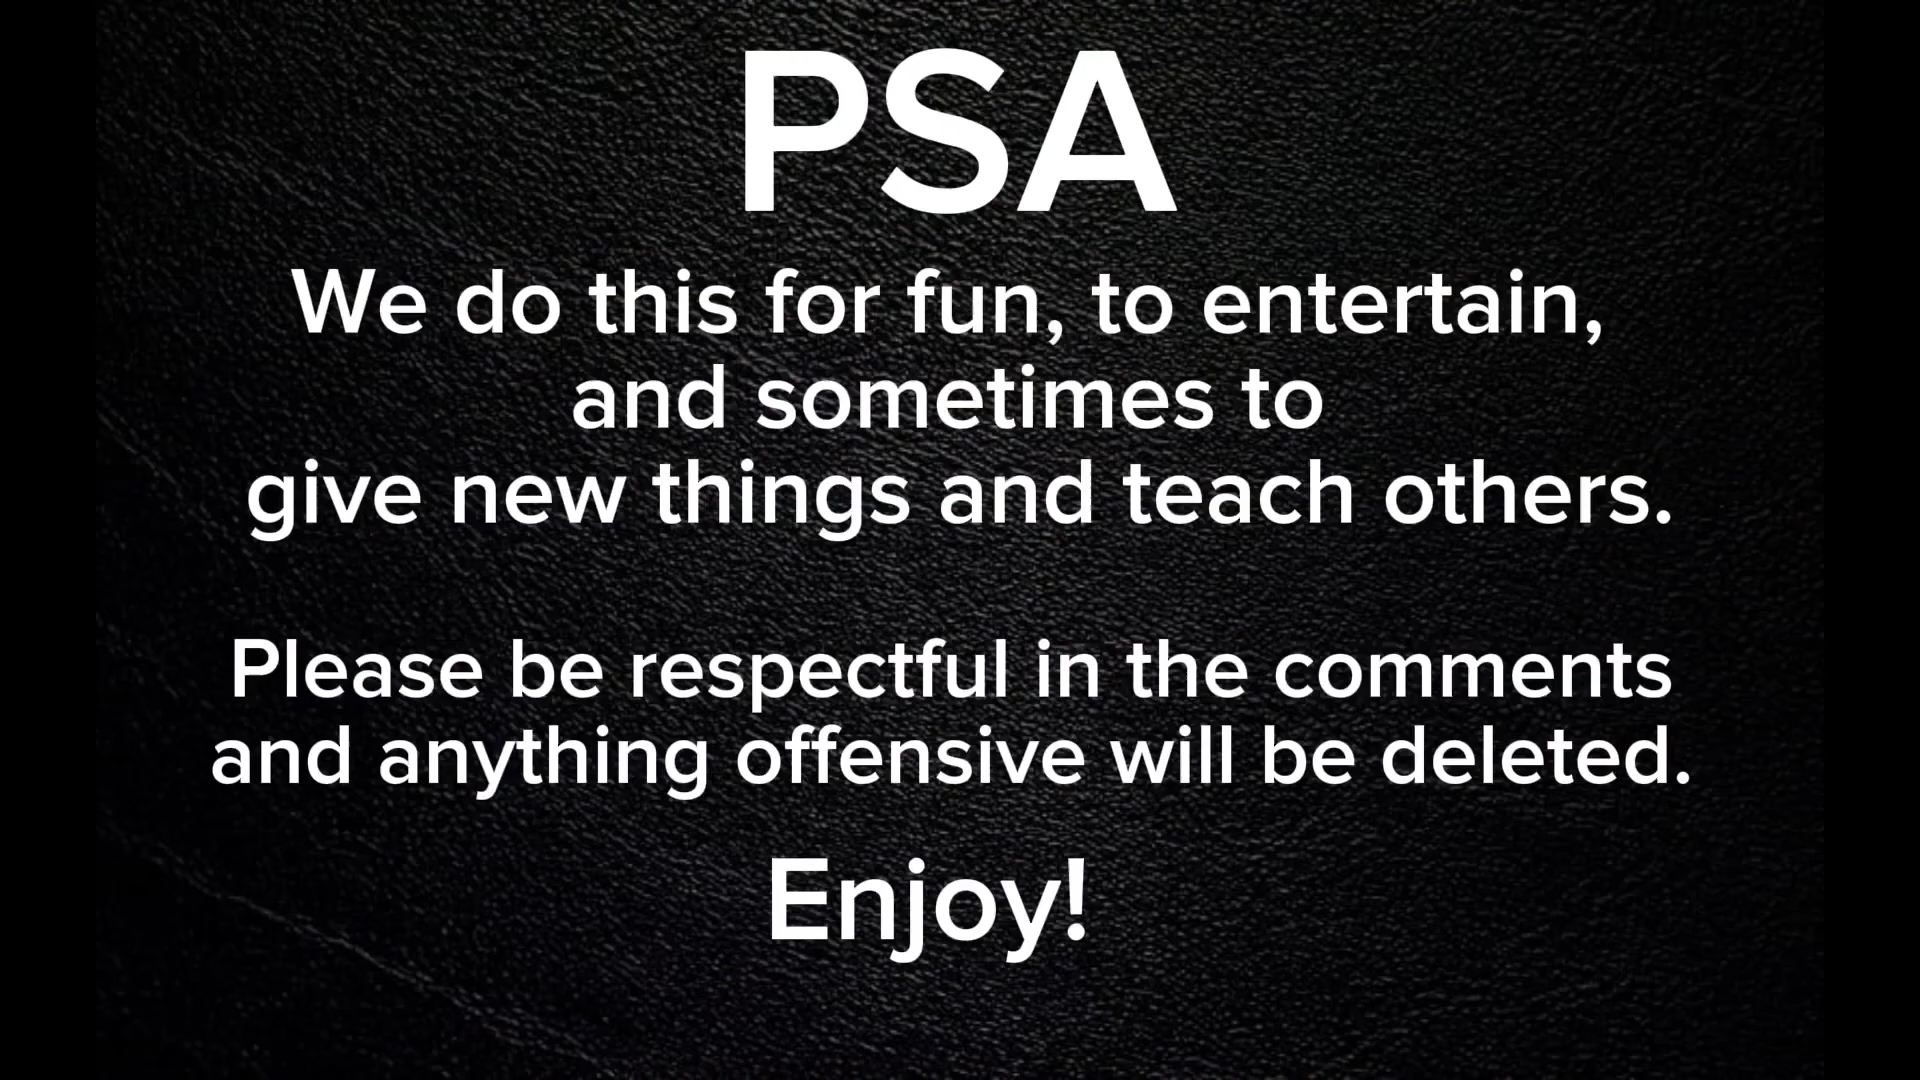 PSA
We do this for fun, to entertain,
and sometimes to
give new things and teach others.
Please be respectful in the comments
and anything offensive will be deleted.
Enjoy!